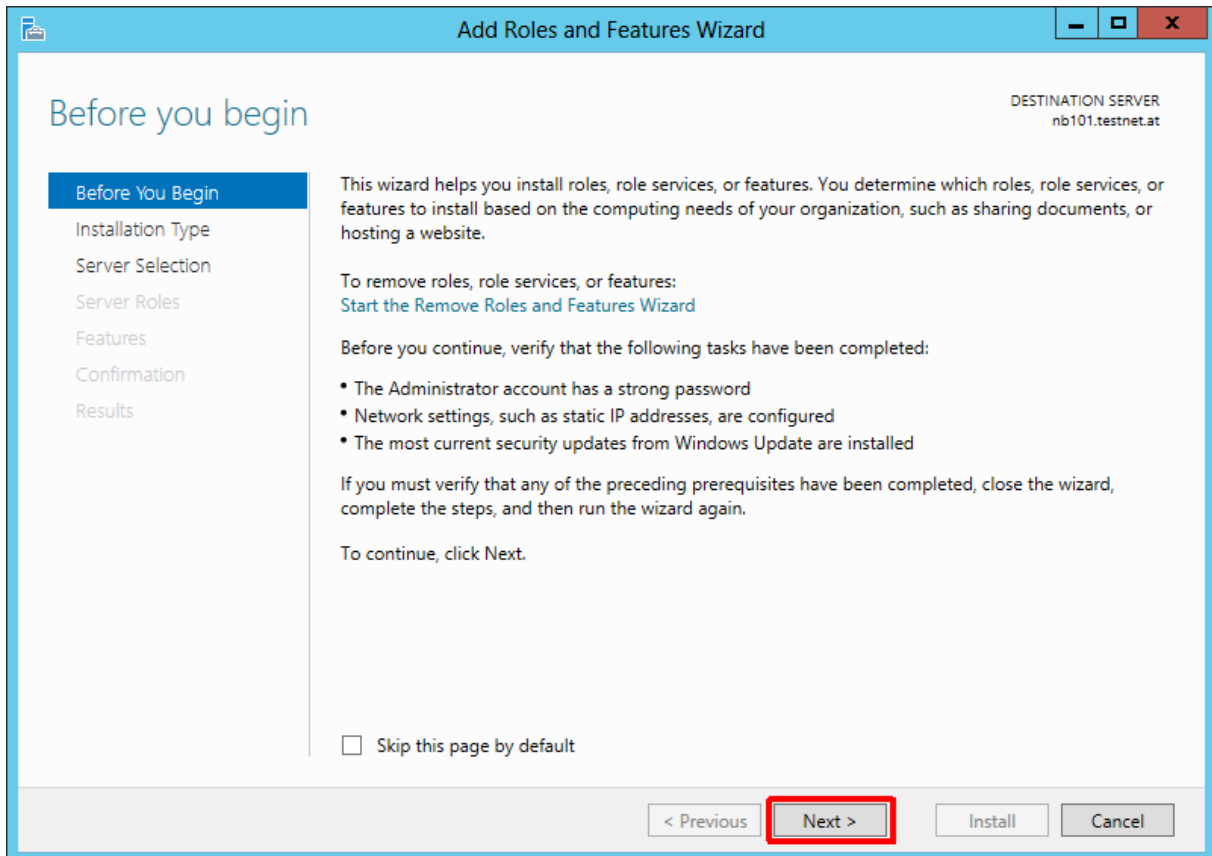 Add Roles and Features Wizard
Before you begin
DESTINATION SERVER
nb101.testnet.at
Before You Begin
Installation Type
Server Selection
Server Roles
Features
Confirmation
Results
This wizard helps you install roles, role services, or features. You determine which roles, role services, or
features to install based on the computing needs of your organization, such as sharing documents, or
hosting a website.
To remove roles, role services, or features:
Start the Remove Roles and Features Wizard
Before you continue, verify that the following tasks have been completed:
• The Administrator account has a strong password
• Network settings, such as static IP addresses, are configured
• The most current security updates from Windows Update are installed
If you must verify that any of the preceding prerequisites have been completed, close the wizard,
complete the steps, and then run the wizard again.
To continue, click Next.
Skip this page by default
< Previous
Next >
Install
Cancel